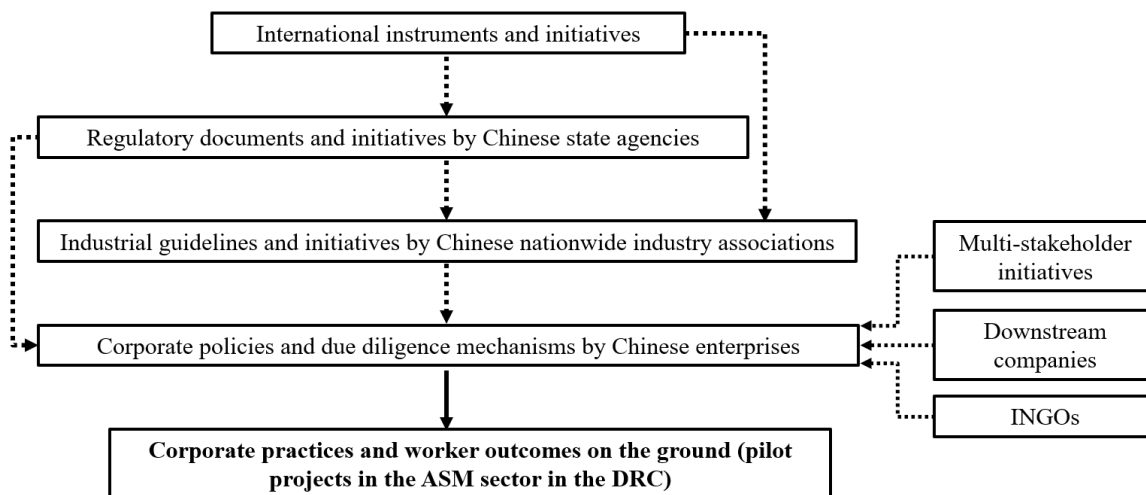 International instruments and initiatives
Regulatory documents and initiatives by Chinese state agencies
Industrial guidelines and initiatives by Chinese nationwide industry associations
Multi-stakeholder
initiatives
Corporate policies and due diligence mechanisms by Chinese enterprises
Downstream
companies
INGOs
Corporate practices and worker outcomes on the ground (pilot
projects in the ASM sector in the DRC)